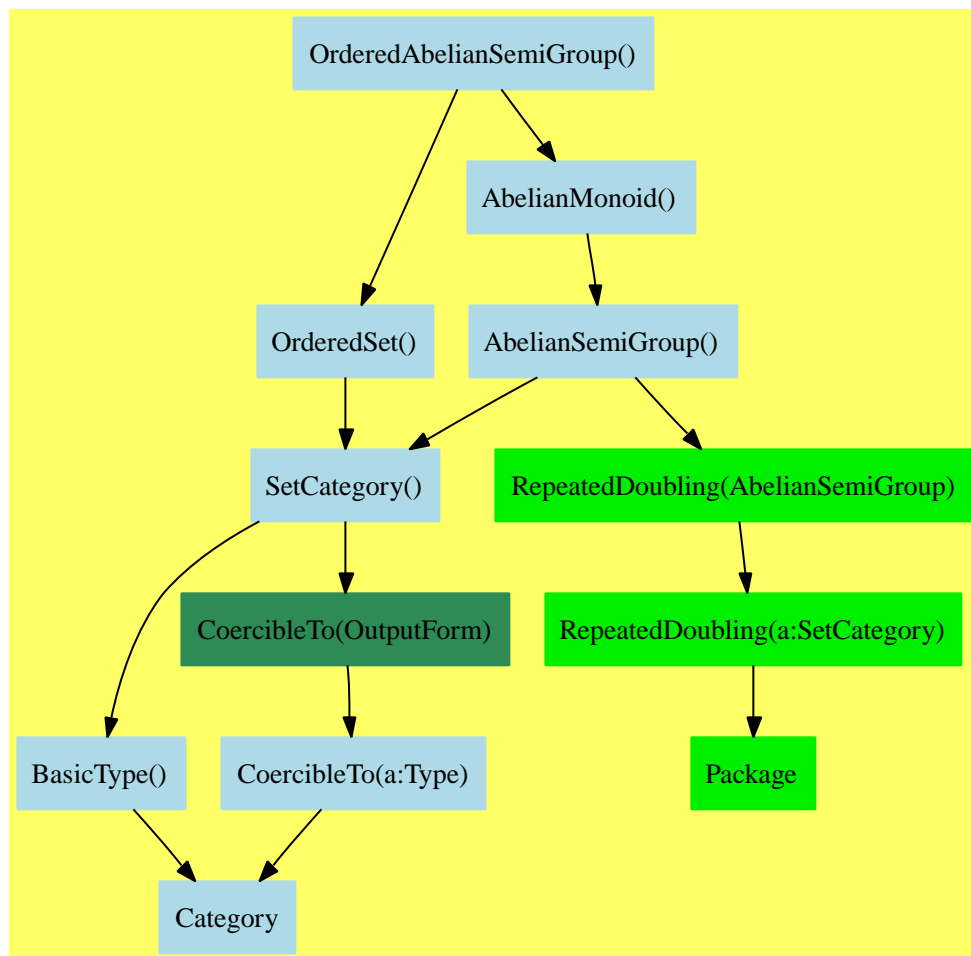 OrderedAbelianSemiGroup()
AbelianMonoid()
OrderedSet()
AbelianSemiGroup()
SetCategory()
RepeatedDoubling(AbelianSemiGroup)
CoercibleTo(OutputForm)
RepeatedDoubling(a:SetCategory)
BasicType()
CoercibleTo(a:Type)
Package
Category